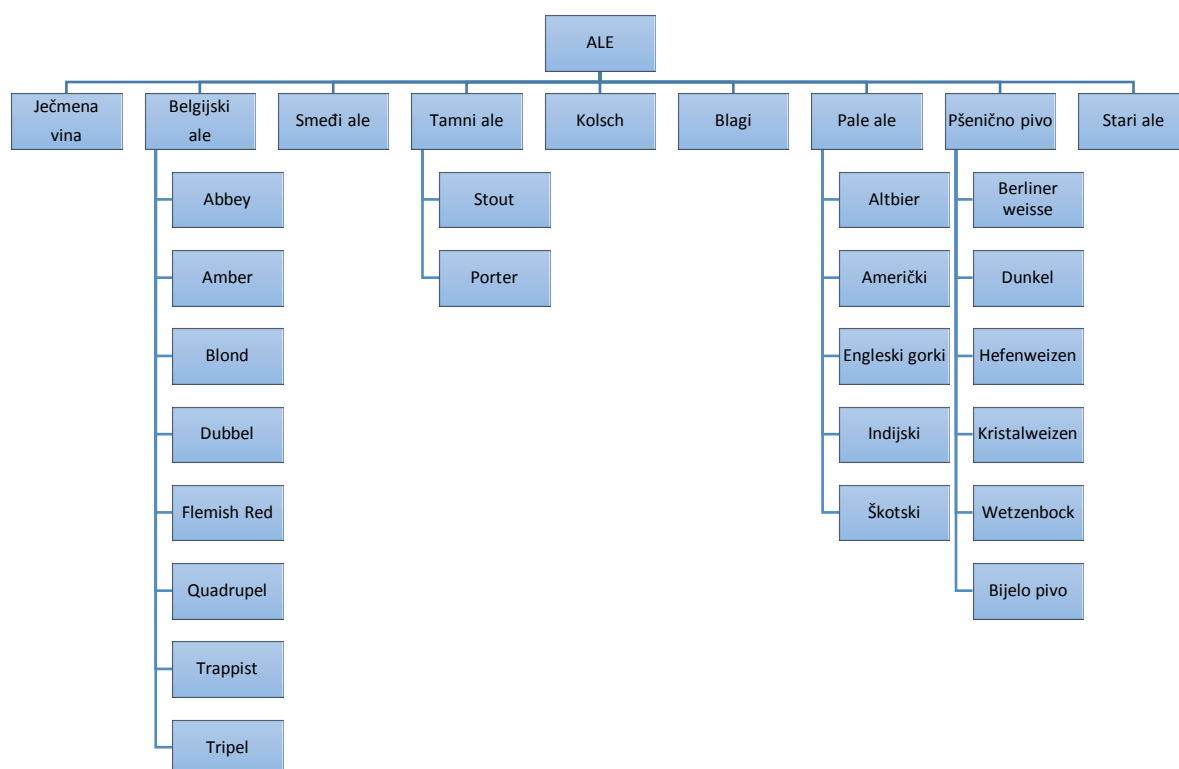 ALE
Ječmena
vina
Belgijski
ale
Smeđi ale
Tamni ale
Kolsch
Blagi
Pale ale
Pšenično pivo
Stari ale
Abbey
Amber
Blond
Dubbel
Flemish Red
Quadrupel
Trappist
Tripel
Stout
Porter
Altbier
Američki
Engleski gorki
Indijski
Škotski
Berliner
weisse
Dunkel
Hefenweizen
Kristalweizen
Wetzenbock
Bijelo pivo